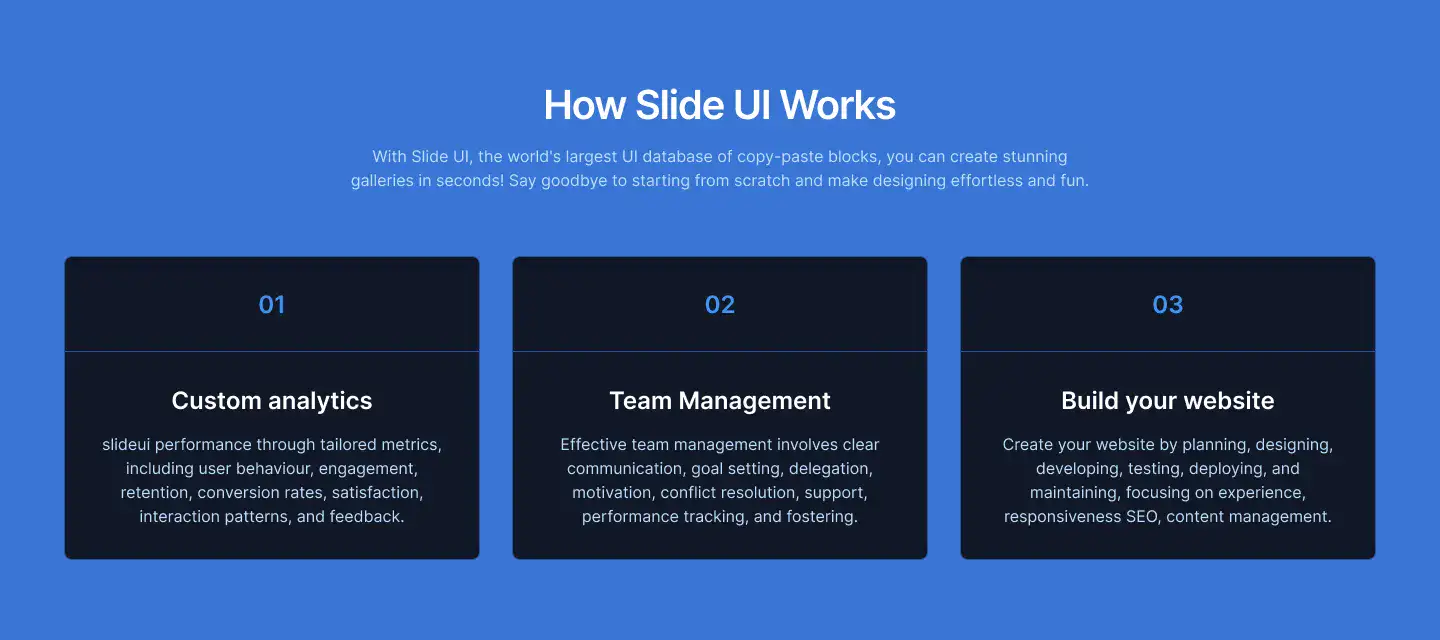 How Slide UI Works
With Slide UI, the world's largest UI database of copy-paste blocks, you can create stunning
galleries in seconds! Say goodbye to starting from scratch and make designing effortless and fun.
01
Custom analytics
slideui performance through tailored metrics,
including user behaviour, engagement,
retention, conversion rates, satisfaction,
interaction patterns, and feedback.
02
Team Management
Effective team management involves clear
communication, goal setting, delegation,
motivation, conflict resolution, support,
performance tracking, and fostering.
03
Build your website
Create your website by planning, designing,
developing, testing, deploying, and
maintaining, focusing on experience,
responsiveness SEO, content management.